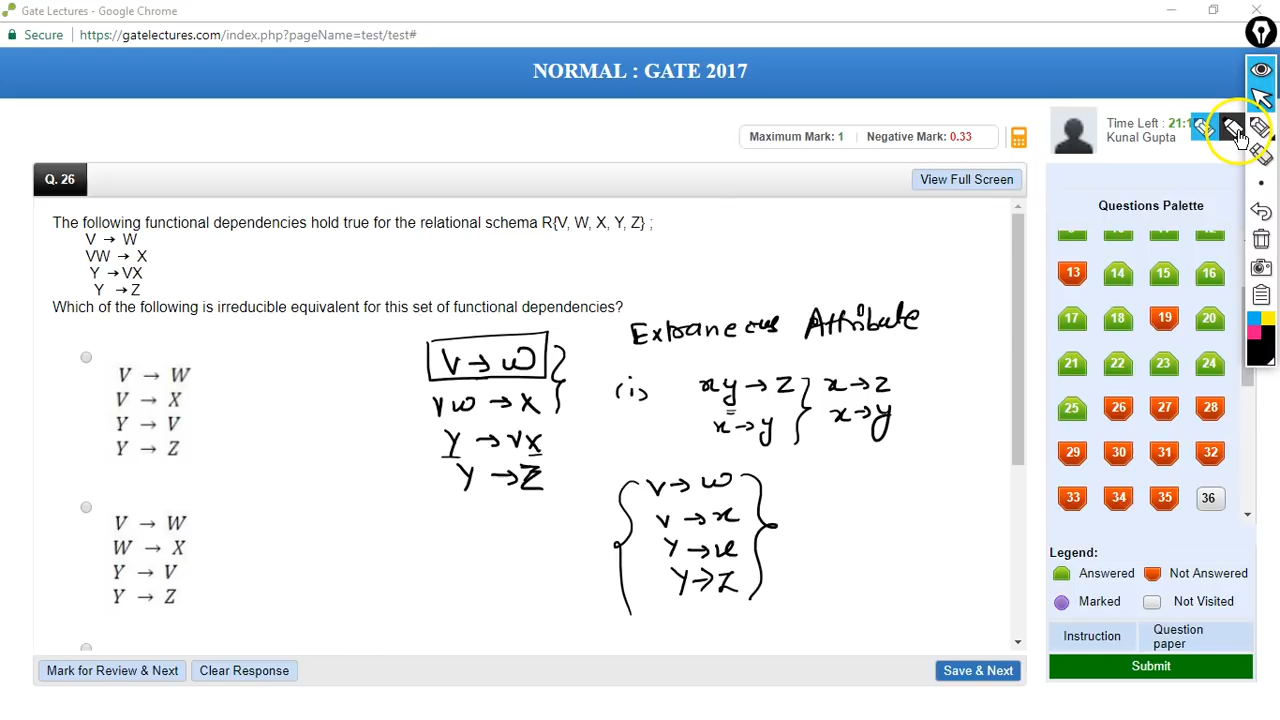 Gate Lectures - Google Chrome
Secure https://gatelectures.com/index.php?pageName=test/test#
NORMAL : GATE 2017
Maximum Mark: 1 | Negative Mark: 0.33
Time Left : 21:1
Kunal Gupta
Q. 26
View Full Screen
The following functional dependencies hold true for the relational schema R{V, W, X, Y, Z} ;
V → W
VW → X
Y → VX
Y → Z
Which of the following is irreducible equivalent for this set of functional dependencies?
V → W
V → X
Y → V
Y → Z
V → W
W → X
Y → V
Y → Z
V → W
VW → X
Y → VX
Y → Z
Extraneous Attribute
(i) xy → Z x → Z
x → y x → y
V → W
V → x
Y → x
Y → Z
Questions Palette
13 14 15 16
17 18 19 20
21 22 23 24
25 26 27 28
29 30 31 32
33 34 35 36
Legend:
Answered Not Answered
Marked Not Visited
Instruction Question paper
Submit
Mark for Review & Next Clear Response Save & Next